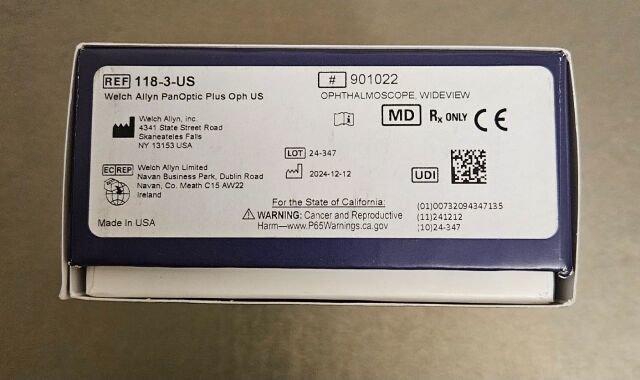 REF 118-3-US
Welch Allyn PanOptic Plus Oph US
# 901022
OPHTHALMOSCOPE, WIDEVIEW
MD Rx ONLY CE
Welch Allyn, inc.
4341 State Street Road
Skaneateles Falls
NY 13153 USA
LOT 24-347
2024-12-12
UDI
EC REP Welch Allyn Limited
Navan Business Park, Dublin Road
Navan, Co. Meath C15 AW22
Ireland
Made In USA
For the State of California:
WARNING: Cancer and Reproductive
Harm—www.P65Warnings.ca.gov
(01)00732094347135
(11)241212
(10)24-347